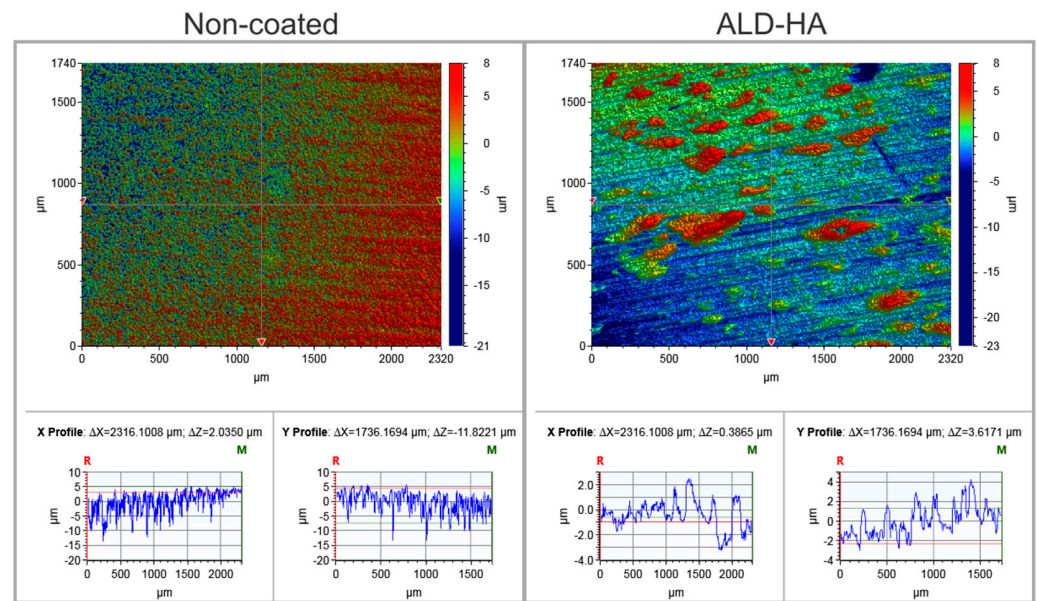 Non-coated
ALD-HA
1740
1500
1000
500
0
µm
0 500 1000 1500 2000 2320
µm
8
5
0
-5
-10
-15
-21
µm
1740
1500
1000
500
0
µm
0 500 1000 1500 2000 2320
µm
8
5
0
-5
-10
-15
-20
-23
µm
X Profile: ΔX=2316.1008 µm; ΔZ=2.0350 µm
M
R
10
5
0
-5
-10
-15
-20
µm
0 500 1000 1500 2000
µm
Y Profile: ΔX=1736.1694 µm; ΔZ=-11.8221 µm
M
R
10
5
0
-5
-10
-15
-20
µm
0 500 1000 1500
µm
X Profile: ΔX=2316.1008 µm; ΔZ=0.3865 µm
M
R
2.0
0.0
-2.0
-4.0
µm
0 500 1000 1500 2000
µm
Y Profile: ΔX=1736.1694 µm; ΔZ=3.6171 µm
M
R
4
2
0
-2
-4
µm
0 500 1000 1500
µm